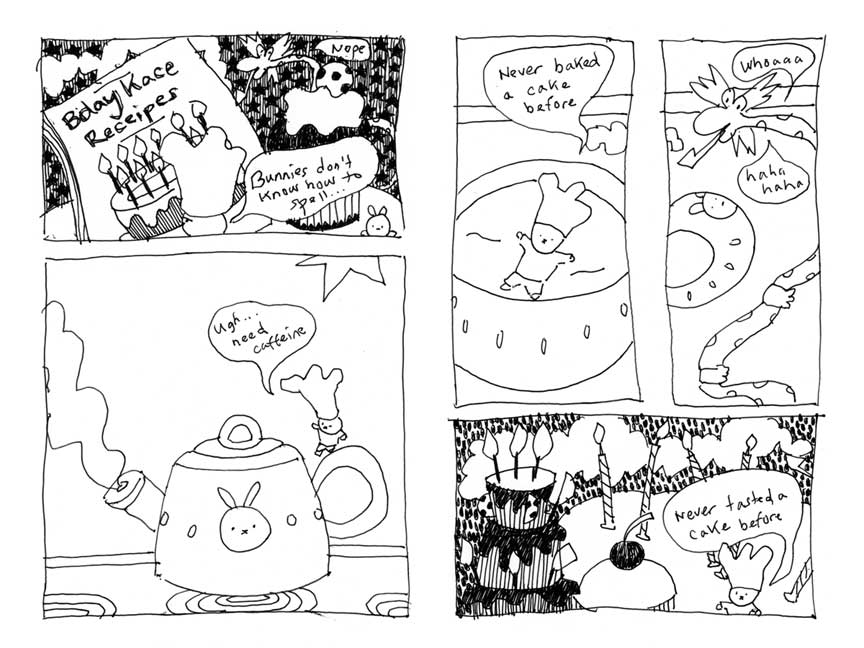 Bday Kace
Receipes
Nope
Bunnies don't
know how to
spell...
Ugh...
need
caffeine
Never baked
a cake
before
Whoaaa
haha
haha
Never tasted a
cake before